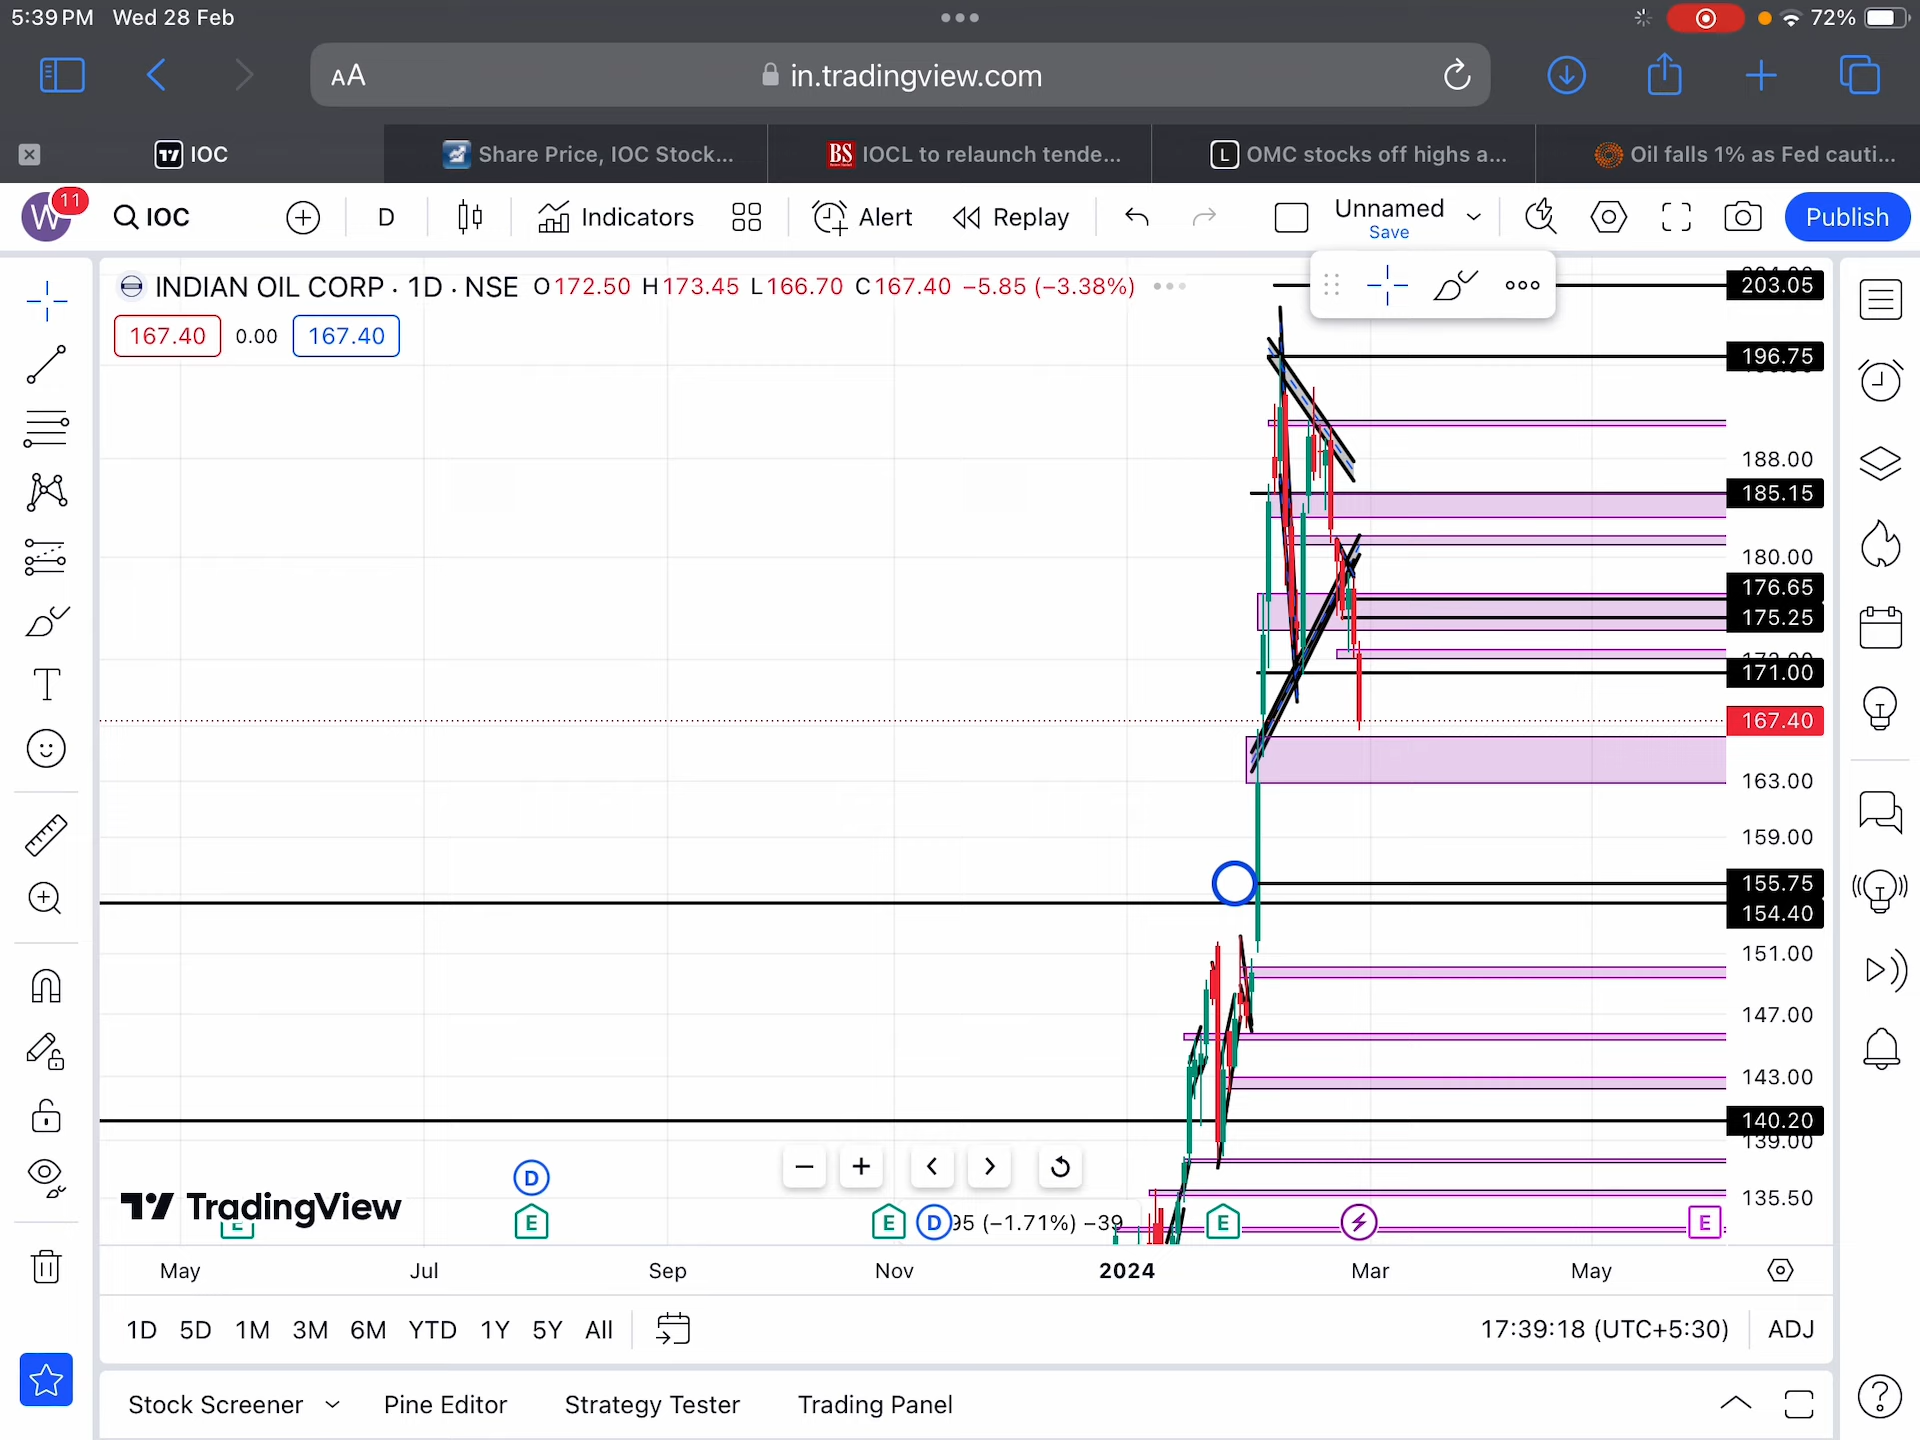 5:39 PM Wed 28 Feb
72%
AA
in.tradingview.com
IOC
Share Price, IOC Stock...
BS IOCL to relaunch tende...
L OMC stocks off highs a...
Oil falls 1% as Fed cauti...
W 11
IOC
D
Indicators
Alert
Replay
Unnamed
Save
Publish
INDIAN OIL CORP · 1D · NSE O172.50 H173.45 L166.70 C167.40 −5.85 (−3.38%)
167.40 0.00 167.40
203.05
196.75
188.00
185.15
180.00
176.65
175.25
171.00
167.40
163.00
159.00
155.75
154.40
151.00
147.00
143.00
140.20
139.00
135.50
D
TradingView
E E E D 95 (−1.71%) −39 E E
May Jul Sep Nov 2024 Mar May
1D 5D 1M 3M 6M YTD 1Y 5Y All
17:39:18 (UTC+5:30) ADJ
Stock Screener Pine Editor Strategy Tester Trading Panel